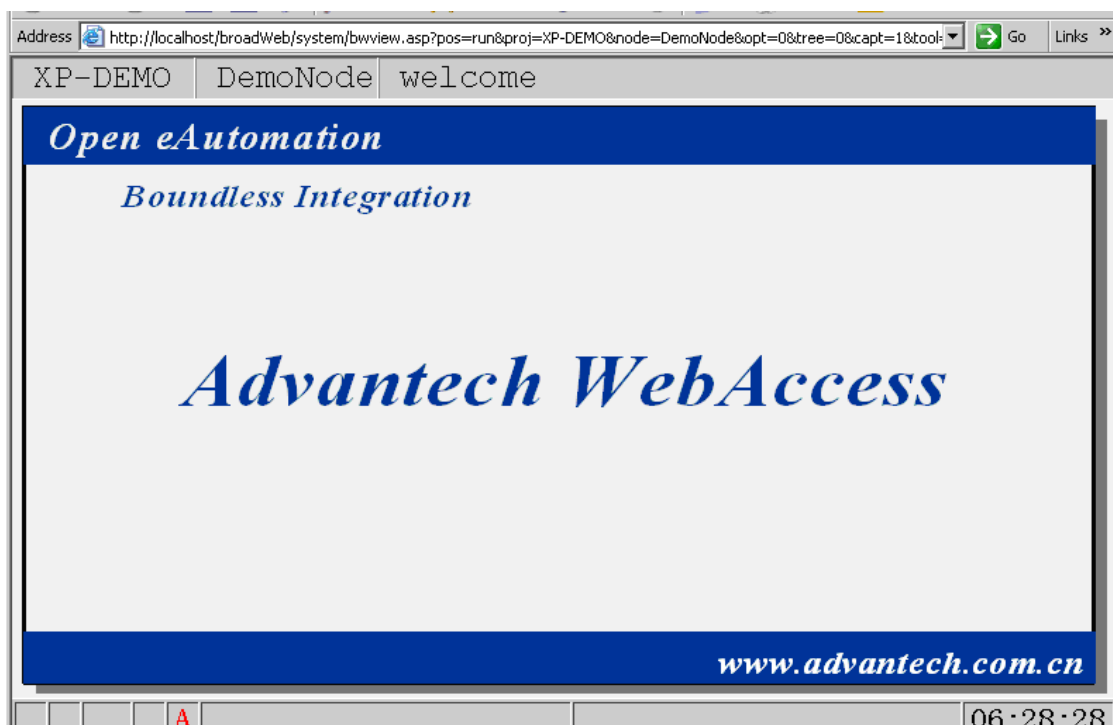 Address http://localhost/broadWeb/system/bwview.asp?pos=run&proj=XP-DEMO&node=DemoNode&opt=0&tree=0&capt=1&tool= Go Links »
XP-DEMO DemoNode welcome
Open eAutomation
Boundless Integration
Advantech WebAccess
www.advantech.com.cn
A 06:28:28